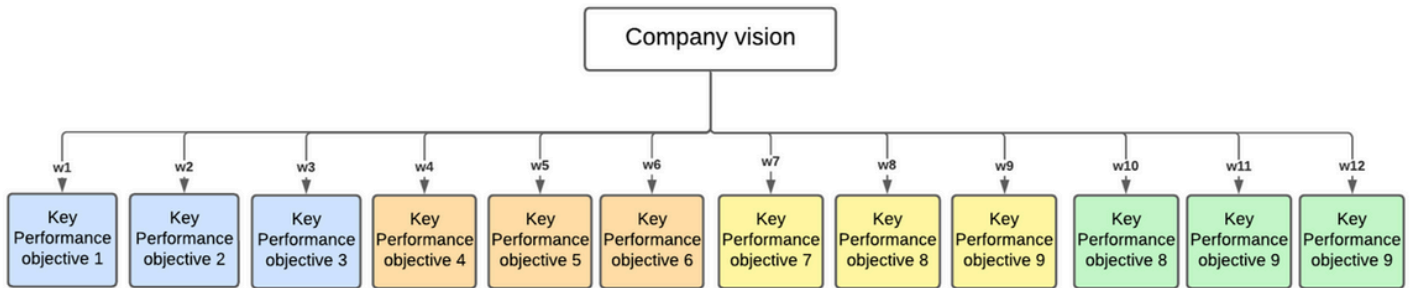 Company vision
w1
w2
w3
w4
w5
w6
w7
w8
w9
w10
w11
w12
Key
Performance
objective 1
Key
Performance
objective 2
Key
Performance
objective 3
Key
Performance
objective 4
Key
Performance
objective 5
Key
Performance
objective 6
Key
Performance
objective 7
Key
Performance
objective 8
Key
Performance
objective 9
Key
Performance
objective 8
Key
Performance
objective 9
Key
Performance
objective 9